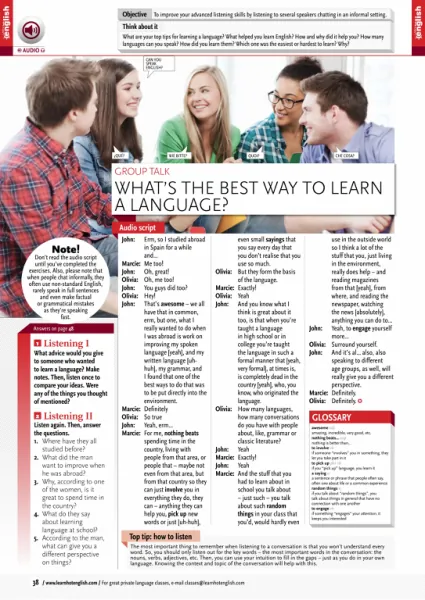 english
Objective To improve your advanced listening skills by listening to several speakers chatting in an informal setting.
Think about it
What are your top tips for learning a language? What helped you learn English? How and why did it help you? How many
languages can you speak? How did you learn them? Which one was the easiest or hardest to learn? Why?
english
AUDIO
CAN YOU
SPEAK
ENGLISH?
¿QUÉ?
WIE BITTE?
QUOI?
CHE COSA?
GROUP TALK
WHAT'S THE BEST WAY TO LEARN
A LANGUAGE?
Note!
Don't read the audio script
until you've completed the
exercises. Also, please note that
when people chat informally, they
often use non-standard English,
rarely speak in full sentences
and even make factual
or grammatical mistakes
as they're speaking
fast.
Answers on page 48
1 Listening I
What advice would you give
to someone who wanted
to learn a language? Make
notes. Then, listen once to
compare your ideas. Were
any of the things you thought
of mentioned?
2 Listening II
Listen again. Then, answer
the questions.
1. Where have they all
studied before?
2. What did the man
want to improve when
he was abroad?
3. Why, according to one
of the women, is it
great to spend time in
the country?
4. What do they say
about learning
language at school?
5. According to the man,
what can give you a
different perspective
on things?
Audio script
John: Erm, so I studied abroad
in Spain for a while
and...
Marcie: Me too!
John: Oh, great!
Olivia: Oh, me too!
John: You guys did too?
Olivia: Hey!
John: That's awesome – we all
have that in common,
erm, but one, what I
really wanted to do when
I was abroad is work on
improving my spoken
language [yeah], and my
written language [uh-
huh], my grammar, and
I found that one of the
best ways to do that was
to be put directly into the
environment.
Marcie: Definitely
Olivia: So true
John: Yeah, erm...
Marcie: For me, nothing beats
spending time in the
country, living with
people from that area, or
people that – maybe not
even from that area, but
from that country so they
can just involve you in
everything they do, they
can – anything they can
help you, pick up new
words or just [uh-huh],
even small sayings that
you say every day that
you don't realise that you
use so much.
Olivia: But they form the basis
of the language.
Marcie: Exactly!
Olivia: Yeah
John: And you know what I
think is great about it
too, is that when you're
taught a language
in high school or in
college you're taught
the language in such a
formal manner that [yeah,
very formal], at times is,
is completely dead in the
country [yeah], who, you
know, who originated the
language.
Olivia: How many languages,
how many conversations
do you have with people
about, like, grammar or
classic literature?
John: Yeah
Marcie: Exactly!
John: Yeah
Marcie: And the stuff that you
had to learn about in
school you talk about
– just such – you talk
about such random
things in your class that
you'd, would hardly even
use in the outside world
so I think a lot of the
stuff that you, just living
in the environment,
really does help – and
reading magazines
from that [yeah], from
where, and reading the
newspaper, watching
the news [absolutely],
anything you can do to...
John: Yeah, to engage yourself
more...
Olivia: Surround yourself.
John: And it's al... also, also
speaking to different
age groups, as well, will
really give you a different
perspective.
Marcie: Definitely.
Olivia: Definitely.
GLOSSARY
awesome
amazing, incredible, very good, etc.
nothing beats...
nothing is better than...
to involve
if someone "involves" you in something, they
let you take part in it
to pick up
if you "pick up" language, you learn it
a saying
a sentence or phrase that people often say,
often one about life or a common experience
random things
if you talk about "random things", you
talk about things in general that have no
connection with one another
to engage
if something "engages" your attention, it
keeps you interested
Top tip: how to listen
The most important thing to remember when listening to a conversation is that you won't understand every
word. So, you should only listen out for the key words – the most important words in the conversation: the
nouns, verbs, adjectives, etc. Then, you can use your intuition to fill in the gaps – just as you do in your own
language. Knowing the context and topic of the conversation will help with this.
38 / www.learnhotenglish.com / For great private language classes, e-mail classes@learnhotenglish.com